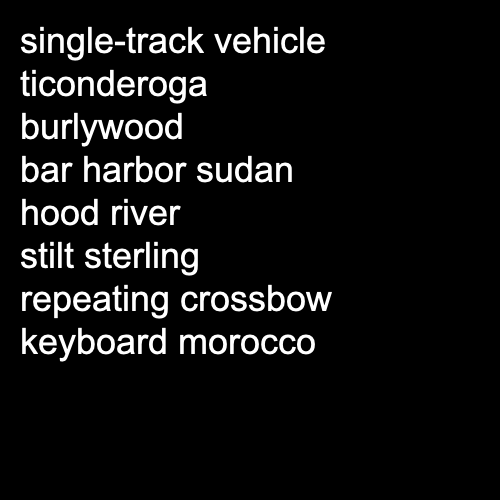 single-track vehicle
ticonderoga
burlywood
bar harbor sudan
hood river
stilt sterling
repeating crossbow
keyboard morocco